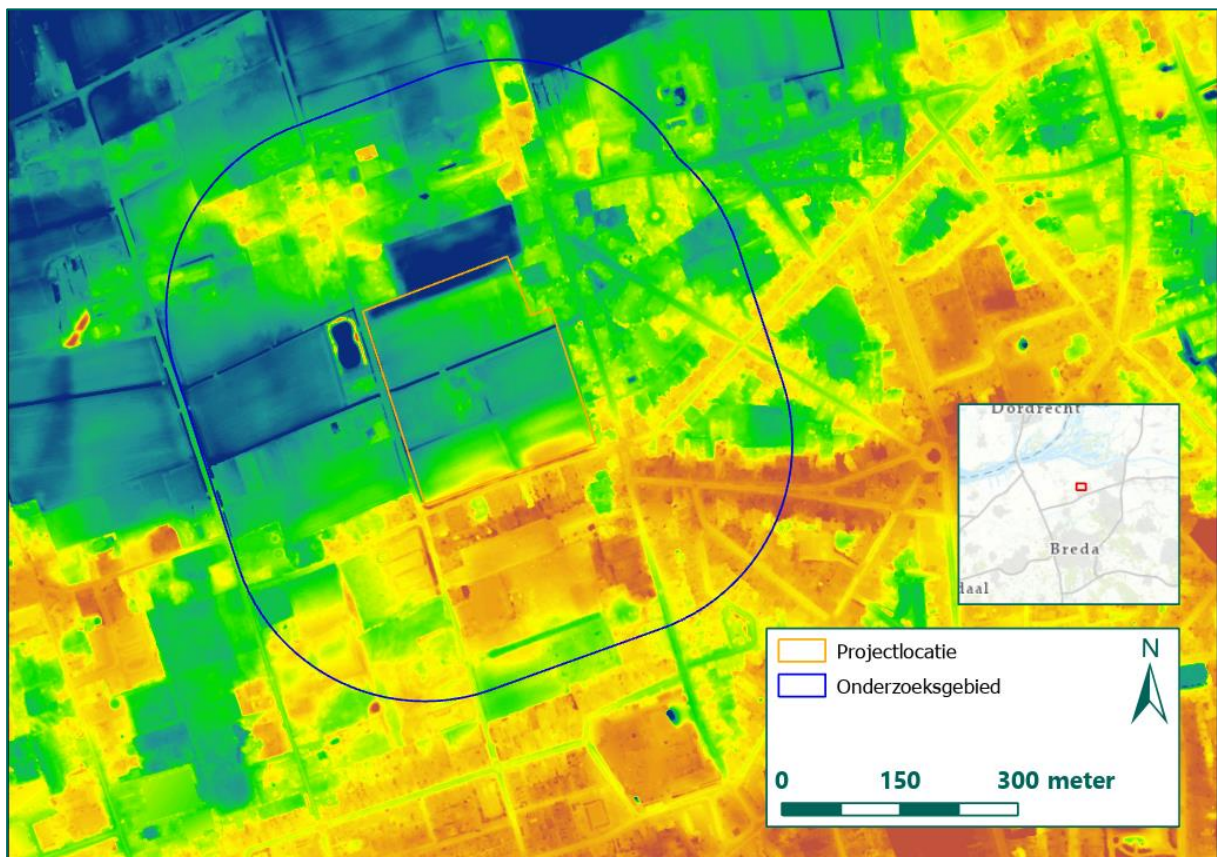 Dordrecht
Breda
daal
Projectlocatie
N
Onderzoeksgebied
0 150 300 meter